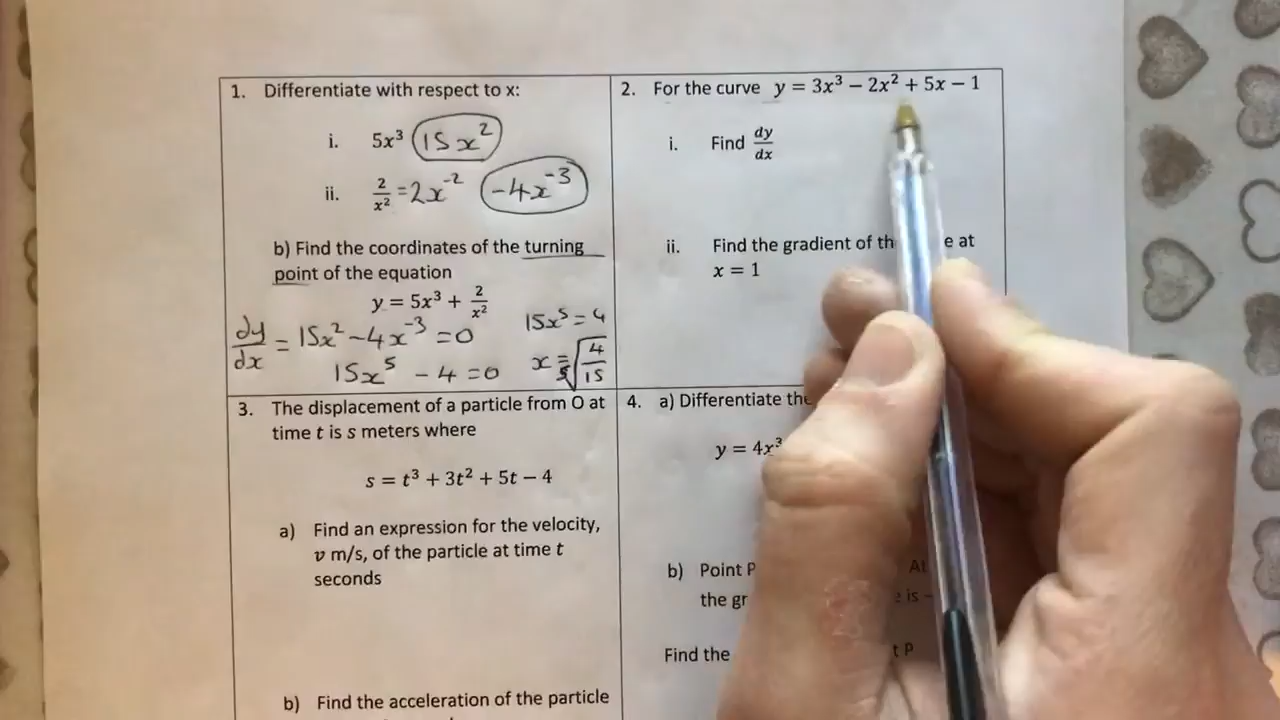 1. Differentiate with respect to x:
i. 5x³ 15x²
ii. 2/x² = 2x⁻² -4x⁻³
b) Find the coordinates of the turning
point of the equation
y = 5x³ + 2/x²
dy/dx = 15x² - 4x⁻³ = 0
15x⁵ - 4 = 0
15x⁵ = 4
x = ⁵√(4/15)
2. For the curve y = 3x³ − 2x² + 5x − 1
i. Find dy/dx
ii. Find the gradient of th e at
x = 1
3. The displacement of a particle from O at
time t is s meters where
s = t³ + 3t² + 5t − 4
a) Find an expression for the velocity,
v m/s, of the particle at time t
seconds
b) Find the acceleration of the particle
4. a) Differentiate the
y = 4x³
b) Point P At
the gr is -
Find the t P